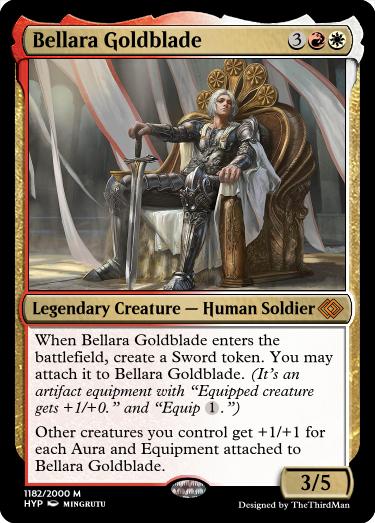 Bellara Goldblade 3
Legendary Creature — Human Soldier
When Bellara Goldblade enters the
battlefield, create a Sword token. You may
attach it to Bellara Goldblade. (It's an
artifact equipment with “Equipped creature
gets +1/+0.” and “Equip 1.”)
Other creatures you control get +1/+1 for
each Aura and Equipment attached to
Bellara Goldblade.
3/5
1182/2000 M
HYP MINGRUTU
Designed by TheThirdMan